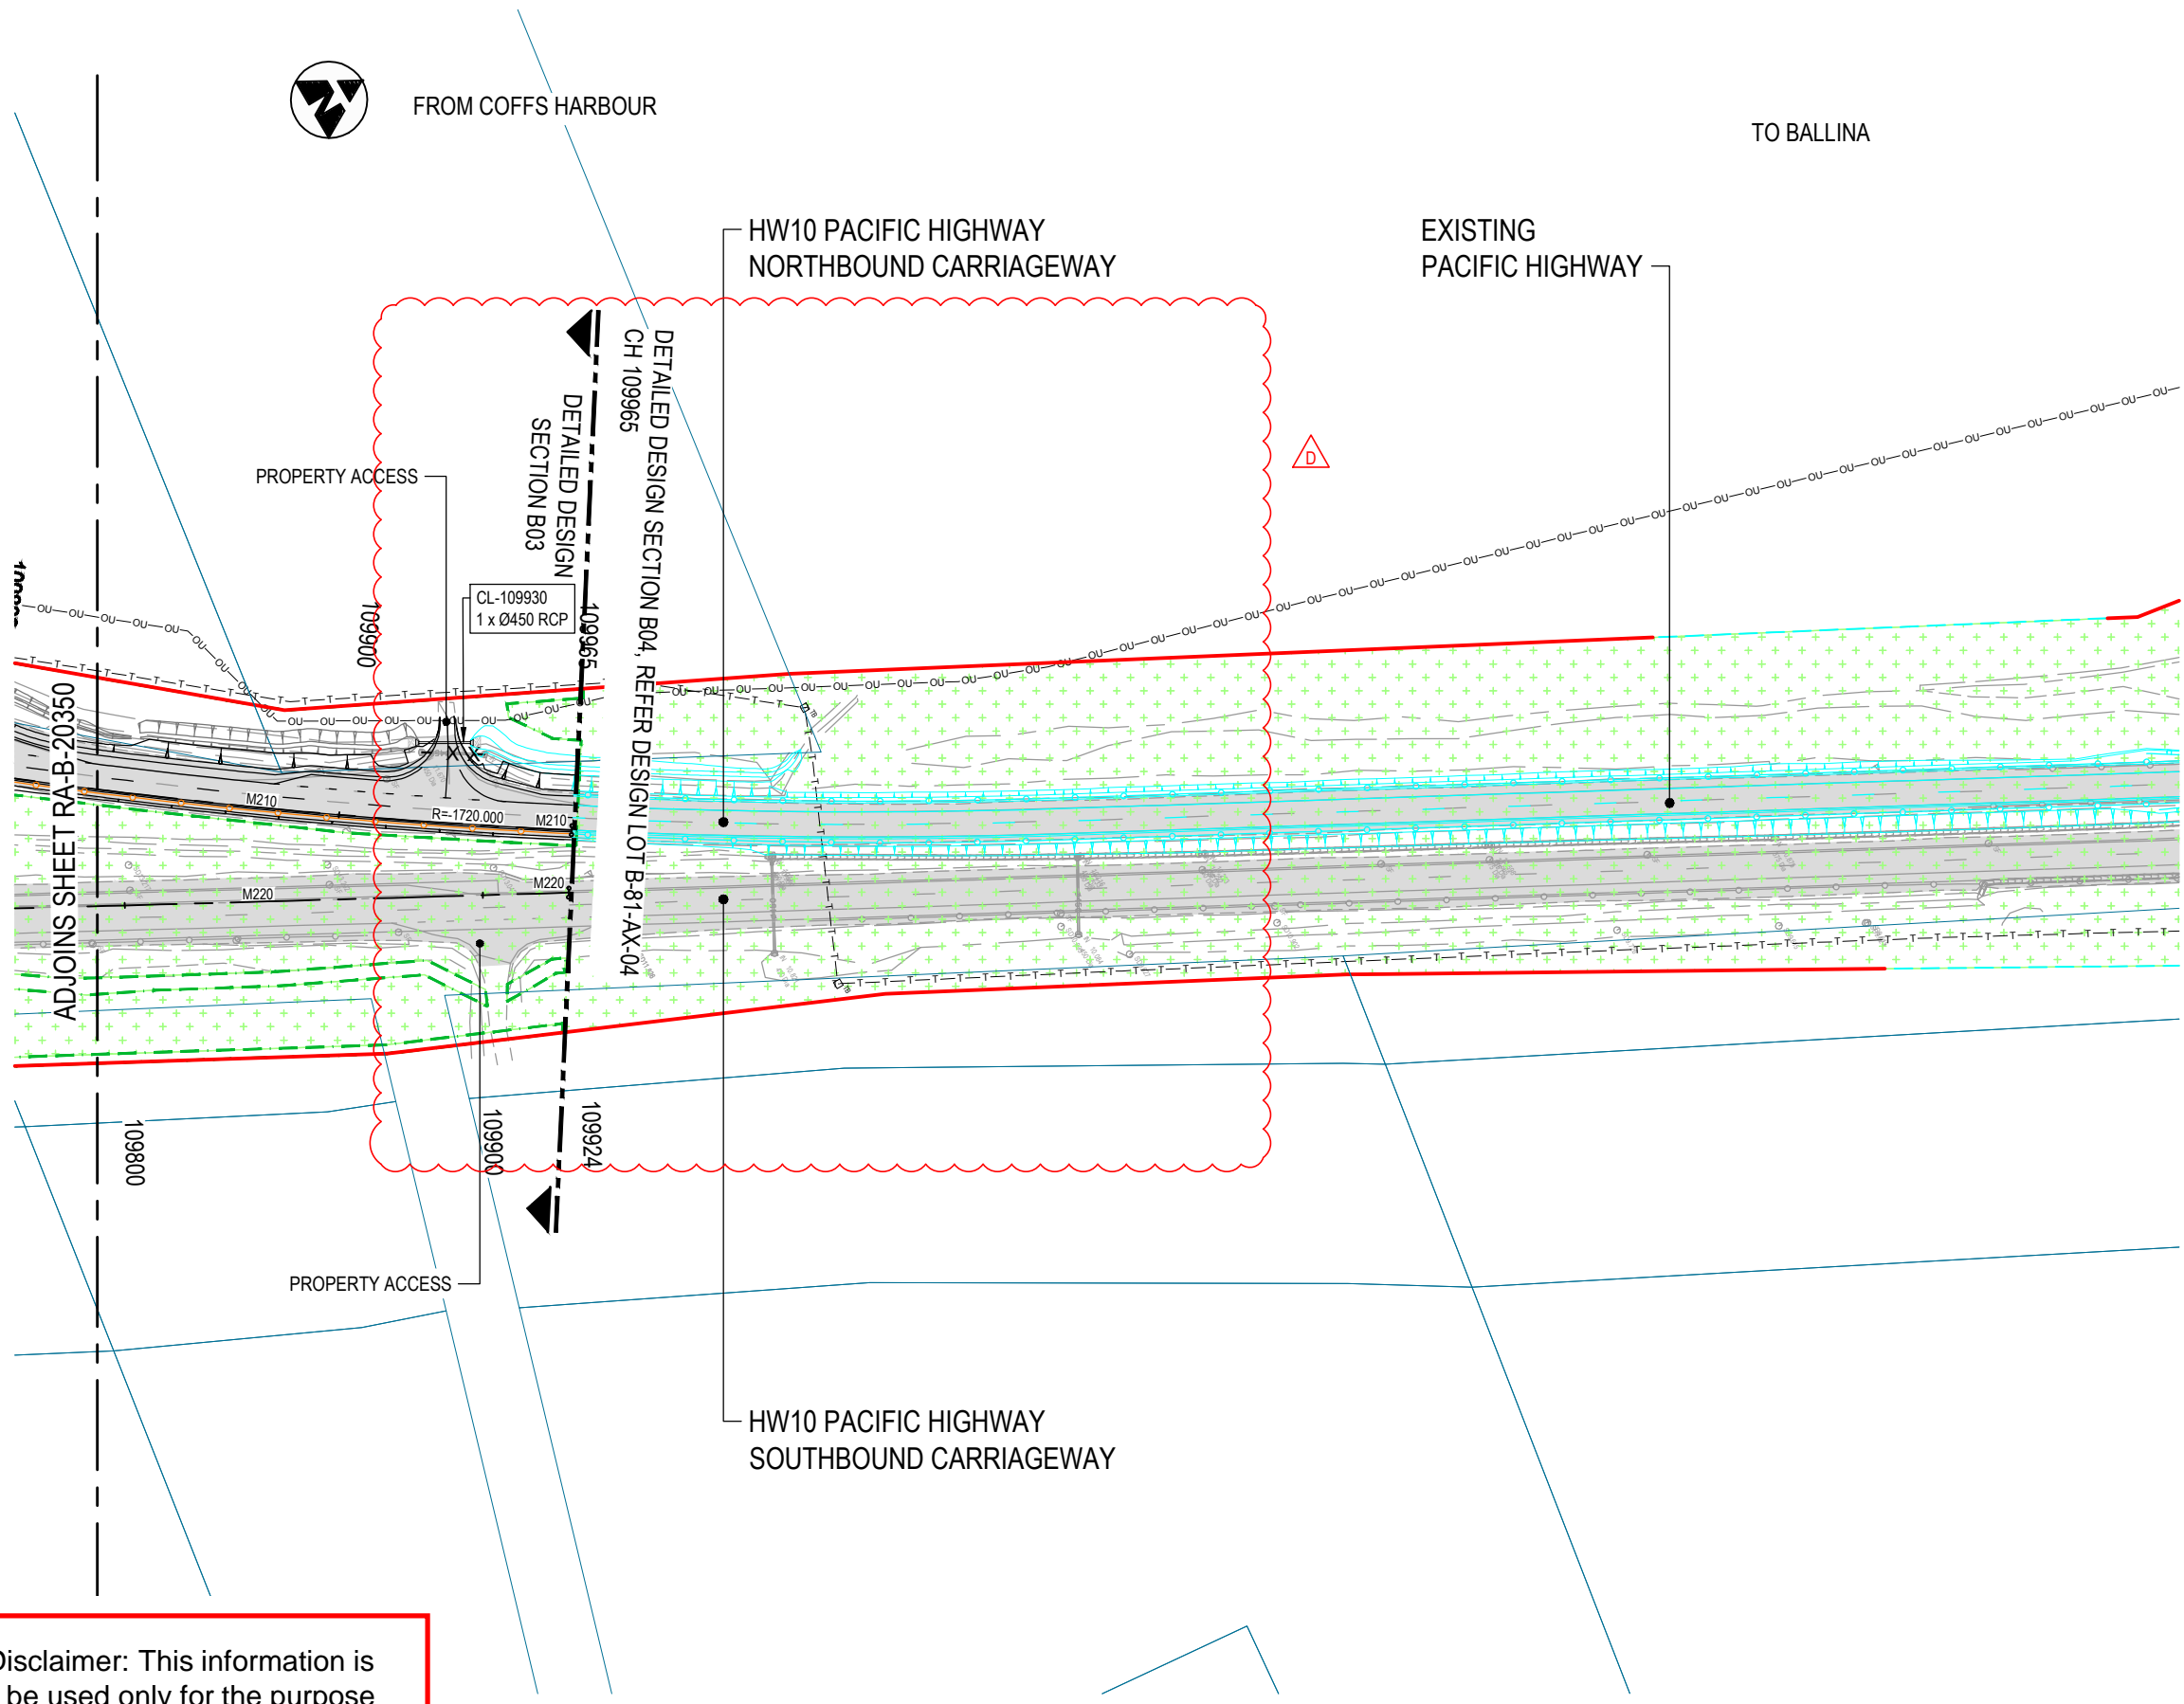 FROM COFFS HARBOUR
TO BALLINA
HW10 PACIFIC HIGHWAY
NORTHBOUND CARRIAGEWAY
EXISTING
PACIFIC HIGHWAY
DETAILED DESIGN SECTION B04, REFER DESIGN LOT B-81-AX-04
CH 109965
DETAILED DESIGN
SECTION B03
D
PROPERTY ACCESS
CL-109930
1 x Ø450 RCP
109900
109965
ADJOINS SHEET RA-B-20350
M210
R=-1720.000
M210
M220
M220
109800
109900
109924
PROPERTY ACCESS
HW10 PACIFIC HIGHWAY
SOUTHBOUND CARRIAGEWAY
Disclaimer: This information is
be used only for the purpose